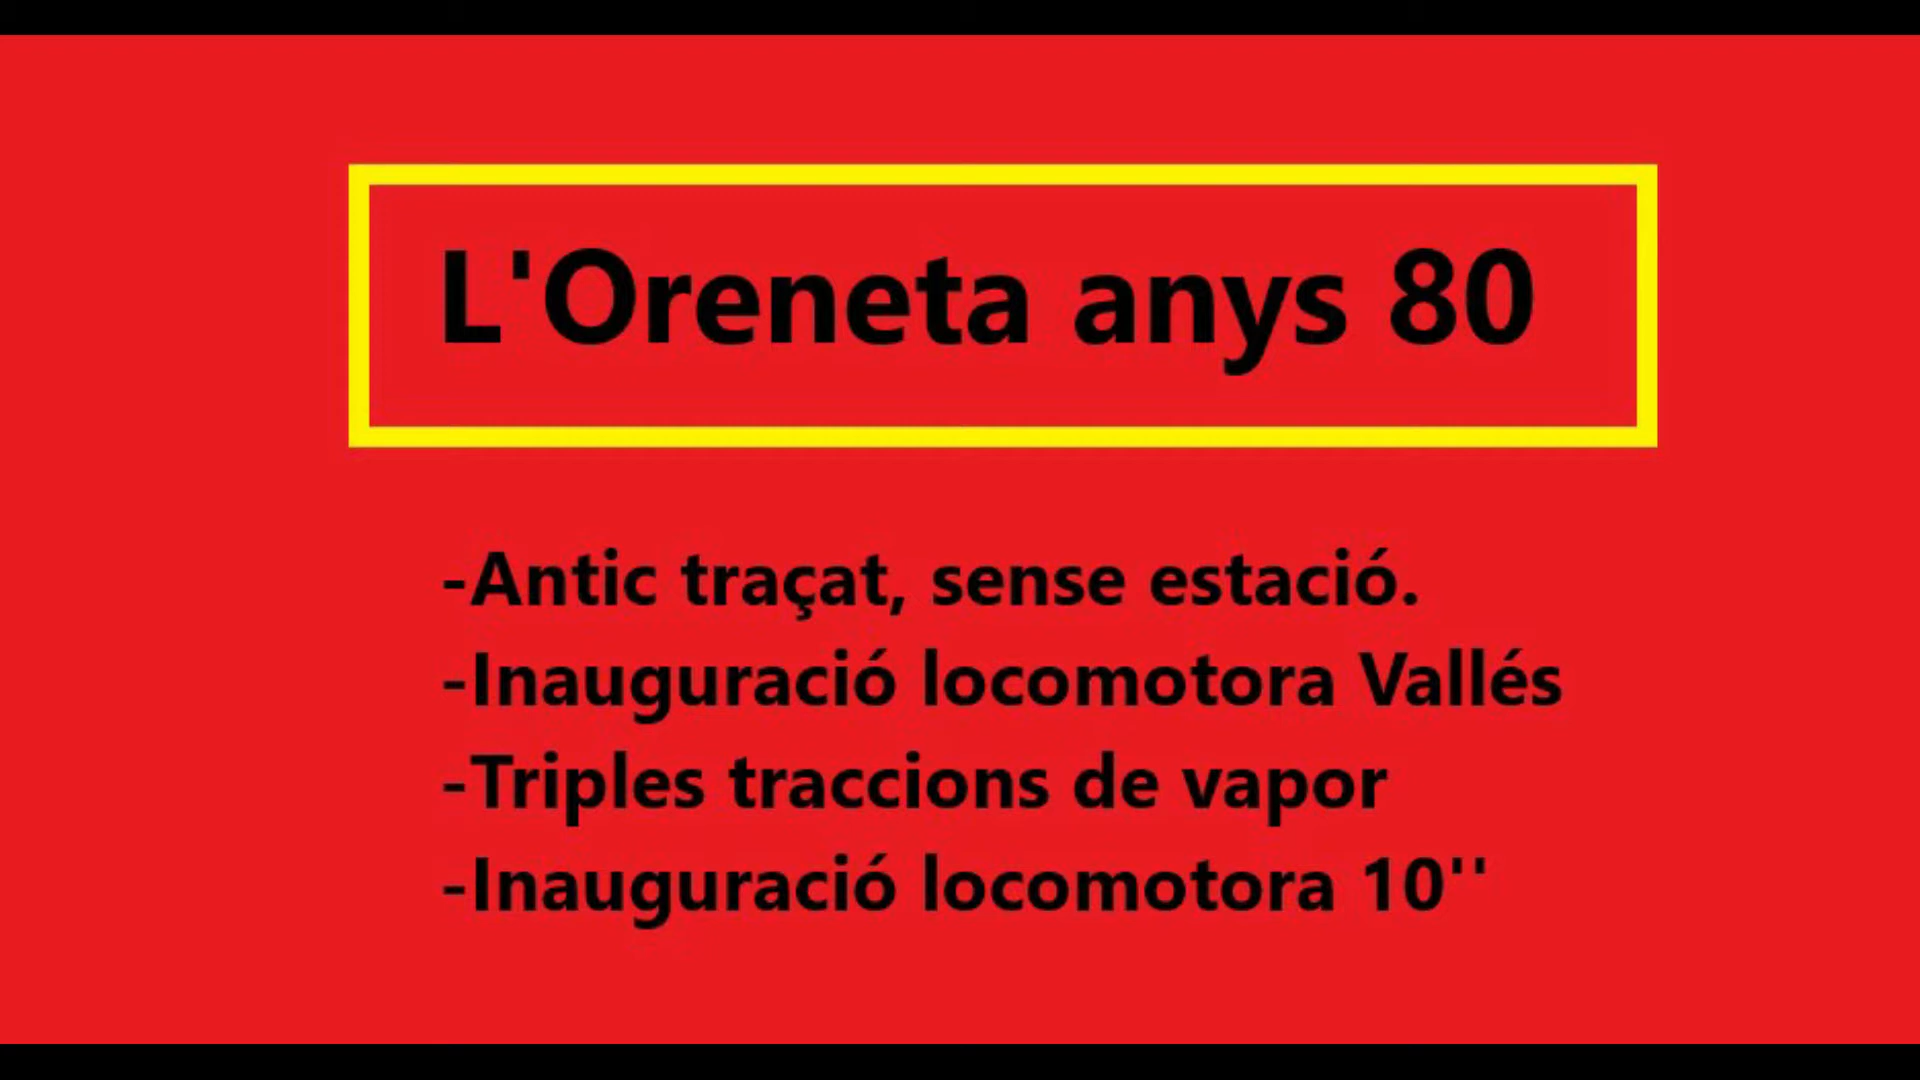 L'Oreneta anys 80
-Antic traçat, sense estació.
-Inauguració locomotora Vallés
-Triples traccions de vapor
-Inauguració locomotora 10''